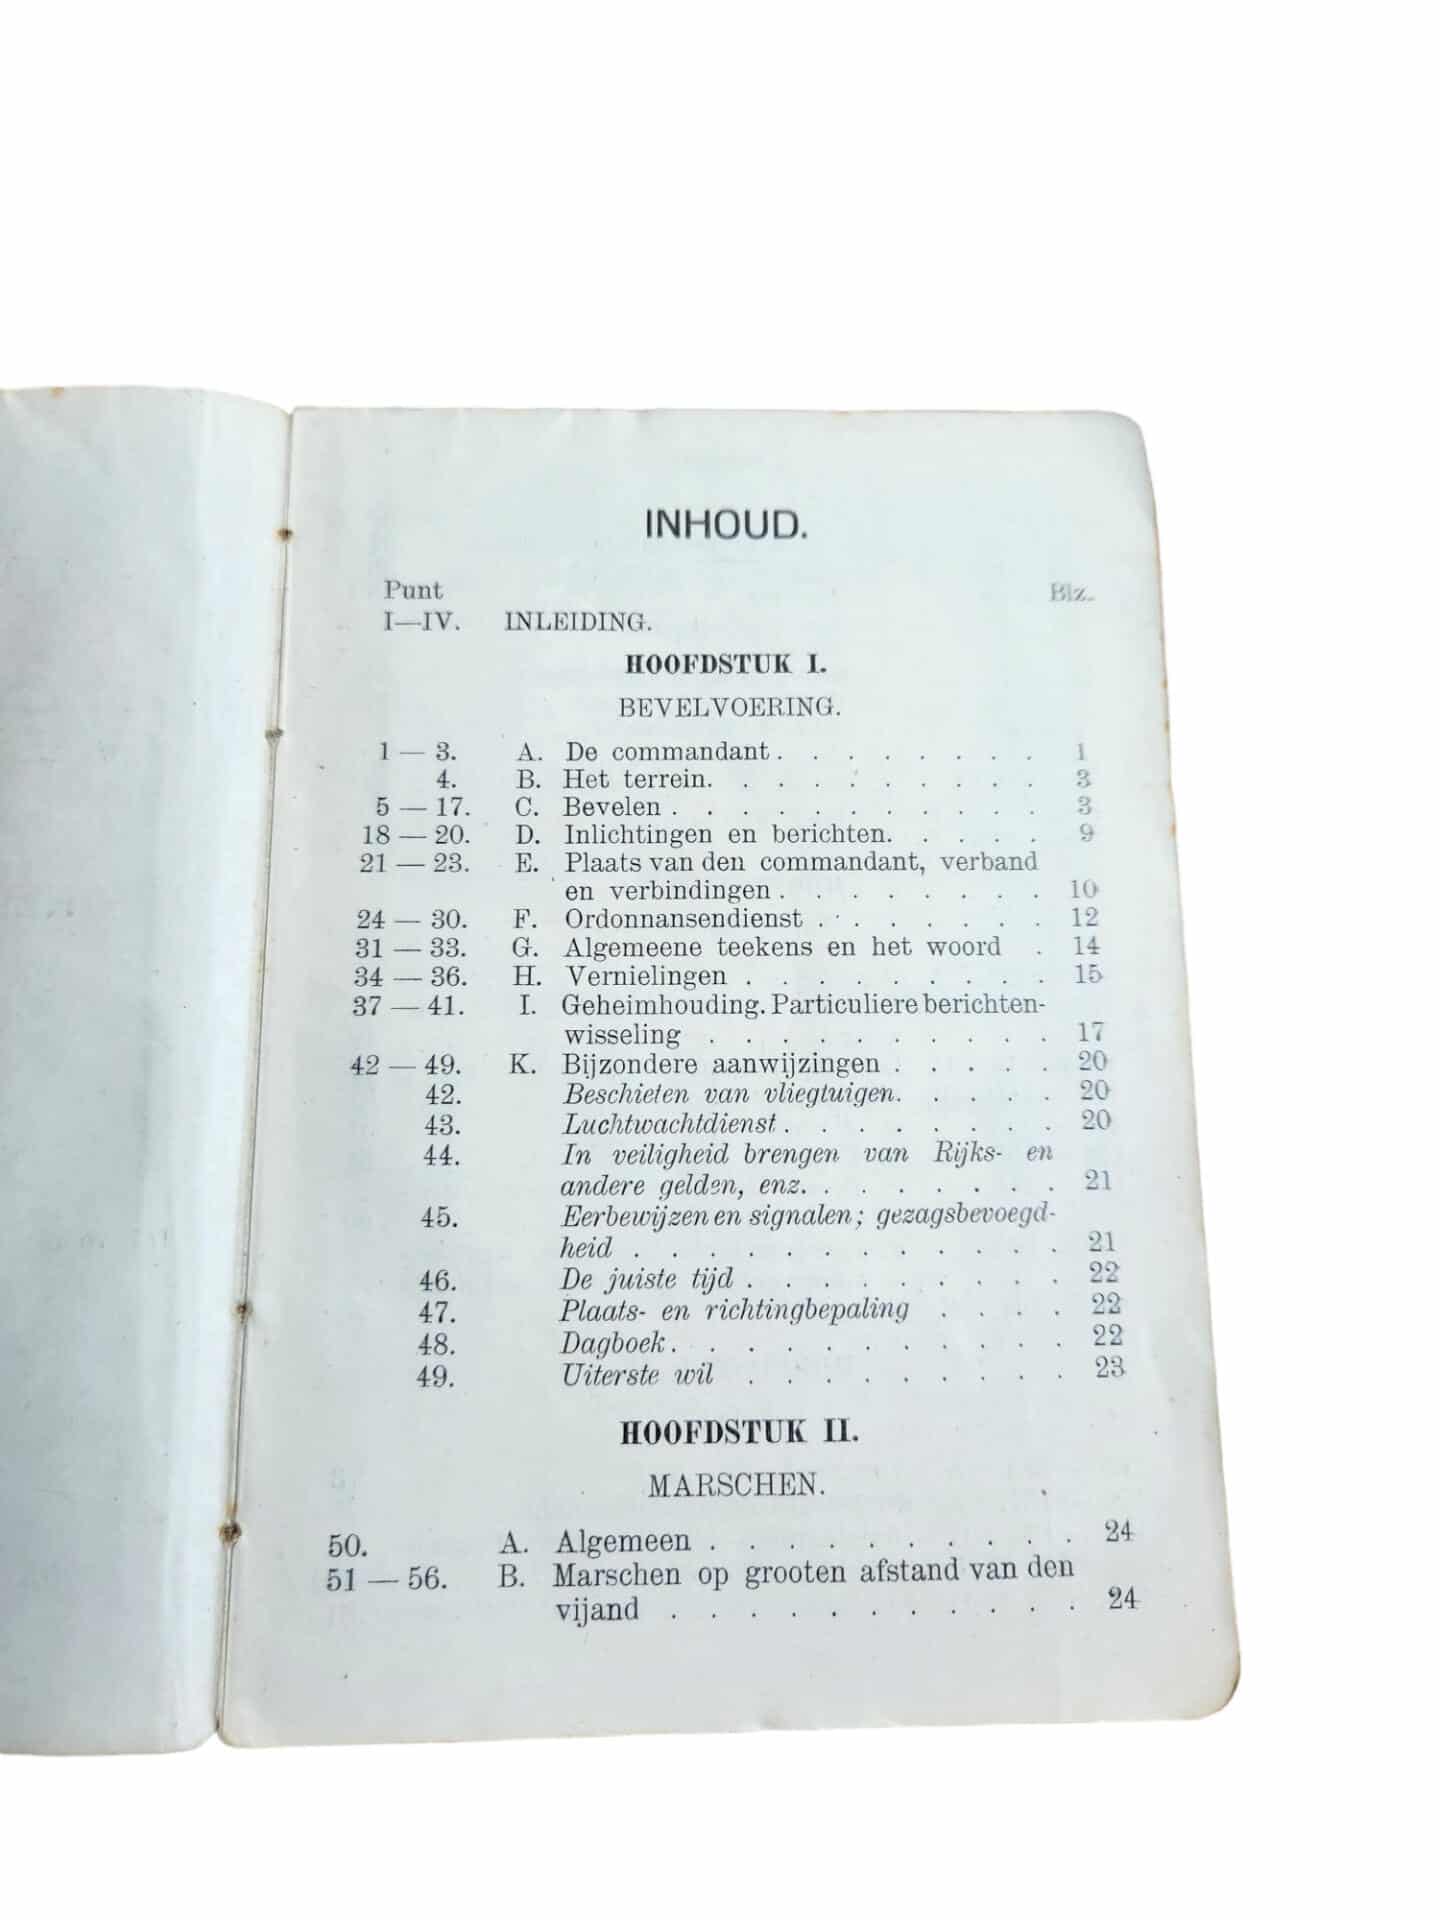 INHOUD.
Punt Blz.
I—IV. INLEIDING.
HOOFDSTUK I.
BEVELVOERING.
1 — 3. A. De commandant . . . . . . . . 1
4. B. Het terrein. . . . . . . . . . 3
5 — 17. C. Bevelen . . . . . . . . . . . 3
18 — 20. D. Inlichtingen en berichten. . . . . 9
21 — 23. E. Plaats van den commandant, verband
en verbindingen . . . . . . . . 10
24 — 30. F. Ordonnansendienst . . . . . . . 12
31 — 33. G. Algemeene teekens en het woord . 14
34 — 36. H. Vernielingen . . . . . . . . . 15
37 — 41. I. Geheimhouding. Particuliere berichten-
wisseling . . . . . . . . . . 17
42 — 49. K. Bijzondere aanwijzingen . . . . . 20
42. Beschieten van vliegtuigen. . . . . 20
43. Luchtwachtdienst . . . . . . . . 20
44. In veiligheid brengen van Rijks- en
andere gelden, enz. . . . . . . . 21
45. Eerbewijzen en signalen; gezagsbevoegd-
heid . . . . . . . . . . . . 21
46. De juiste tijd . . . . . . . . . 22
47. Plaats- en richtingbepaling . . . . 22
48. Dagboek . . . . . . . . . . . 22
49. Uiterste wil . . . . . . . . . 23
HOOFDSTUK II.
MARSCHEN.
50. A. Algemeen . . . . . . . . . . 24
51 — 56. B. Marschen op grooten afstand van den
vijand . . . . . . . . . . . 24